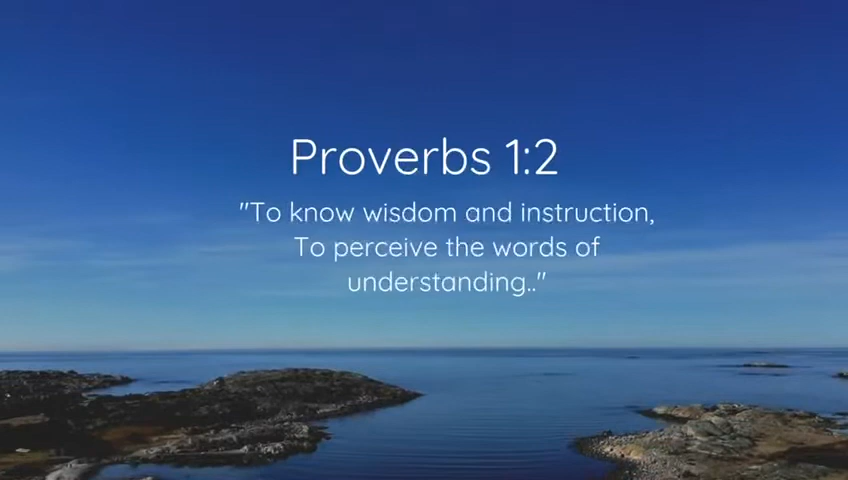 Proverbs 1:2
"To know wisdom and instruction,
To perceive the words of
understanding.."